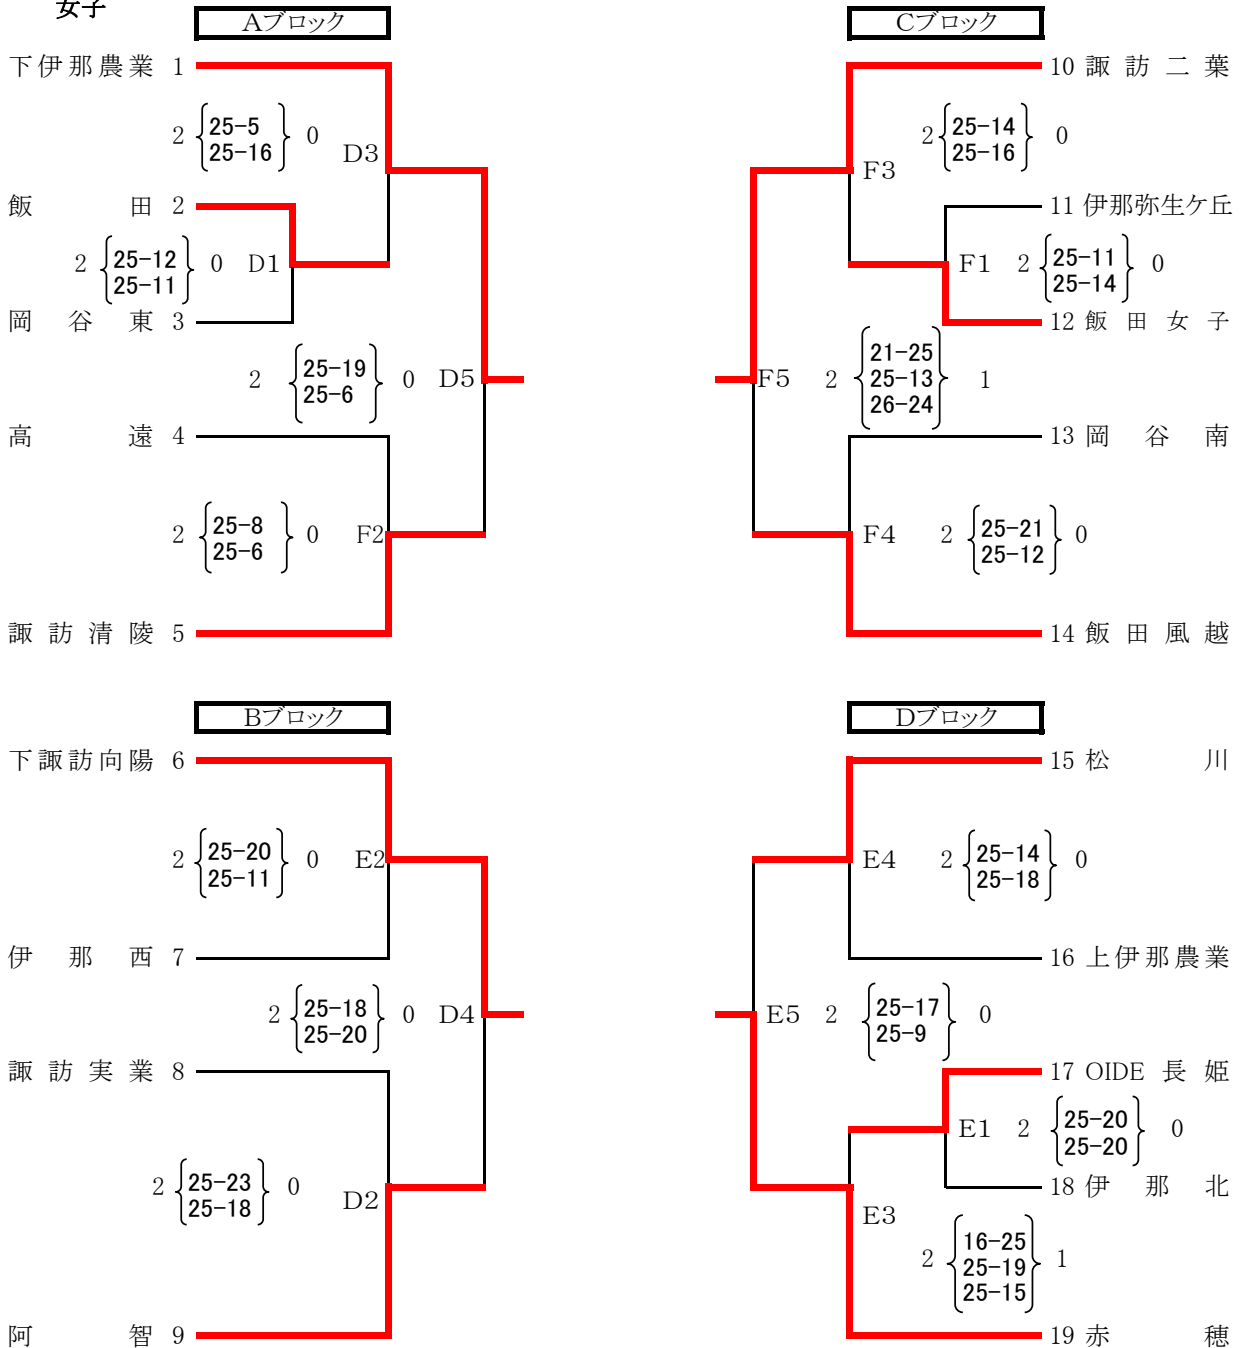 女子
Aブロック
下伊那農業 1
2 25-5 0
25-16
D3
飯田 2
2 25-12 0 D1
25-11
岡谷東 3
2 25-19 0 D5
25-6
高遠 4
2 25-8 0 F2
25-6
諏訪清陵 5
Cブロック
10 諏訪二葉
2 25-14 0
25-16
F3
11 伊那弥生ケ丘
F1 2 25-11 0
25-14
12 飯田女子
21-25
F5 2 25-13 1
26-24
13 岡谷南
F4 2 25-21 0
25-12
14 飯田風越
Bブロック
下諏訪向陽 6
2 25-20 0 E2
25-11
伊那西 7
2 25-18 0 D4
25-20
諏訪実業 8
2 25-23 0 D2
25-18
阿智 9
Dブロック
15 松川
E4 2 25-14 0
25-18
16 上伊那農業
E5 2 25-17 0
25-9
17 OIDE長姫
E1 2 25-20 0
25-20
18 伊那北
E3
16-25
2 25-19 1
25-15
19 赤穂